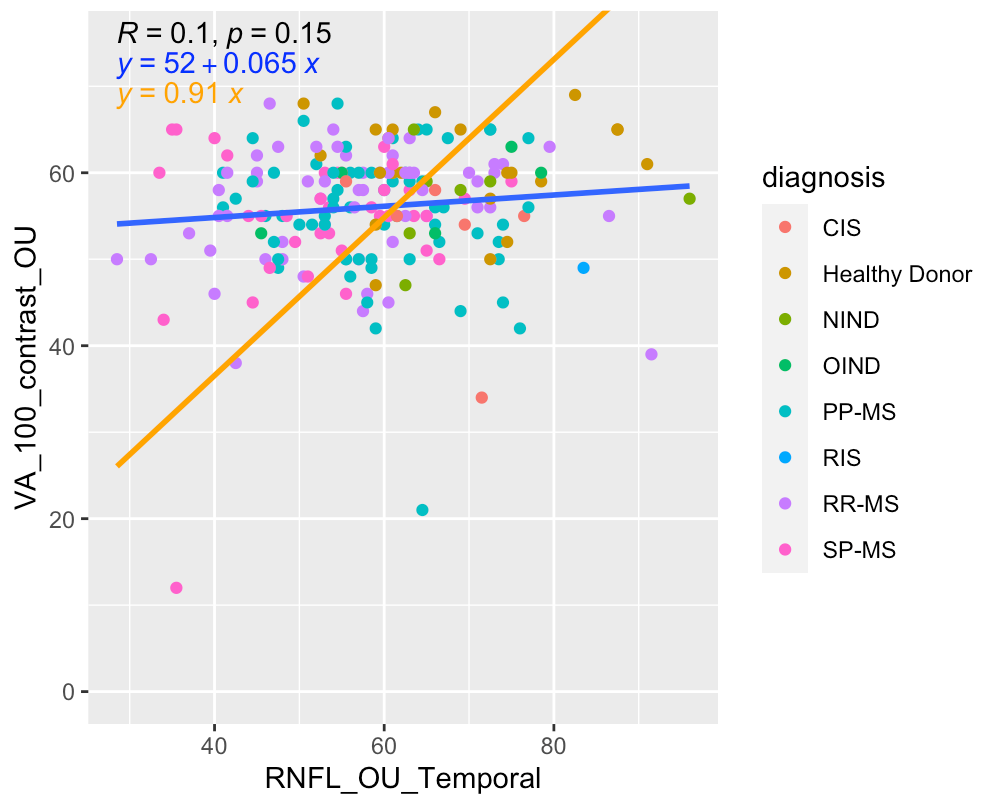 R = 0.1, p = 0.15
y = 52 + 0.065 x
y = 0.91 x
VA_100_contrast_OU
60
40
20
0
40 60 80
RNFL_OU_Temporal
diagnosis
CIS
Healthy Donor
NIND
OIND
PP-MS
RIS
RR-MS
SP-MS